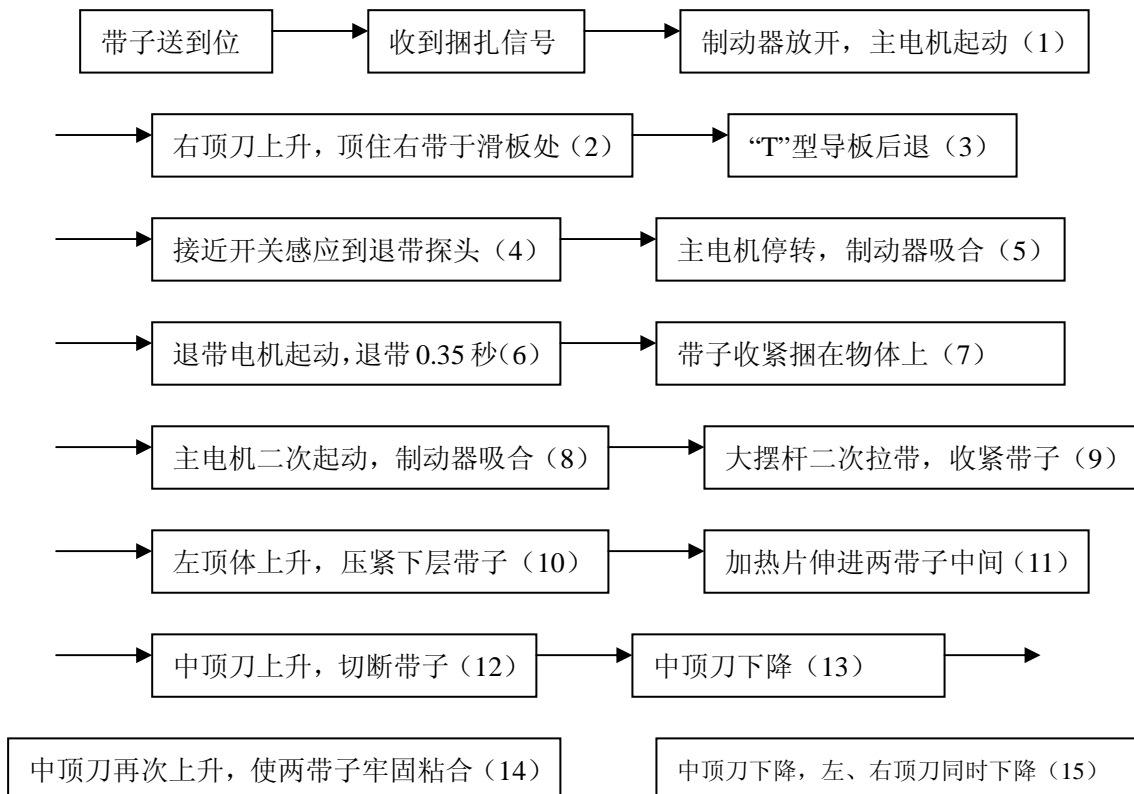 带子送到位
收到捆扎信号
制动器放开，主电机起动（1）
右顶刀上升，顶住右带于滑板处（2）
“T”型导板后退（3）
接近开关感应到退带探头（4）
主电机停转，制动器吸合（5）
退带电机起动，退带 0.35 秒（6）
带子收紧捆在物体上（7）
主电机二次起动，制动器吸合（8）
大摆杆二次拉带，收紧带子（9）
左顶体上升，压紧下层带子（10）
加热片伸进两带子中间（11）
中顶刀上升，切断带子（12）
中顶刀下降（13）
中顶刀再次上升，使两带子牢固粘合（14）
中顶刀下降，左、右顶刀同时下降（15）